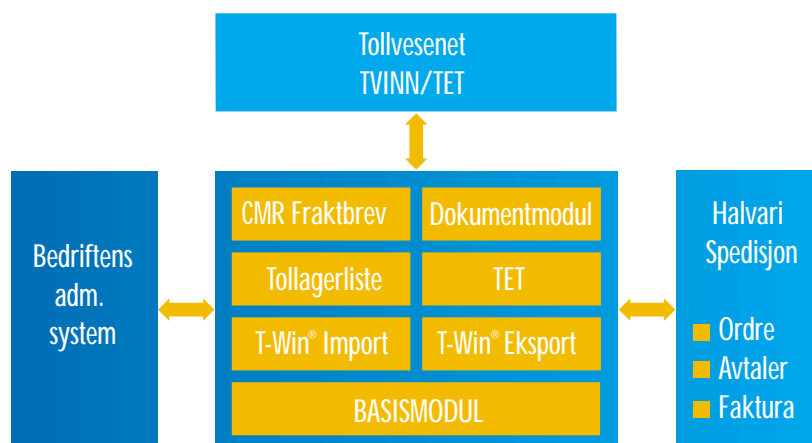 Tollvesenet
TVINN/TET
Bedriftens
adm.
system
CMR Fraktbrev
Dokumentmodul
Tollagerliste
TET
T-Win® Import
T-Win® Eksport
BASISMODUL
Halvari
Spedisjon
Ordre
Avtaler
Faktura